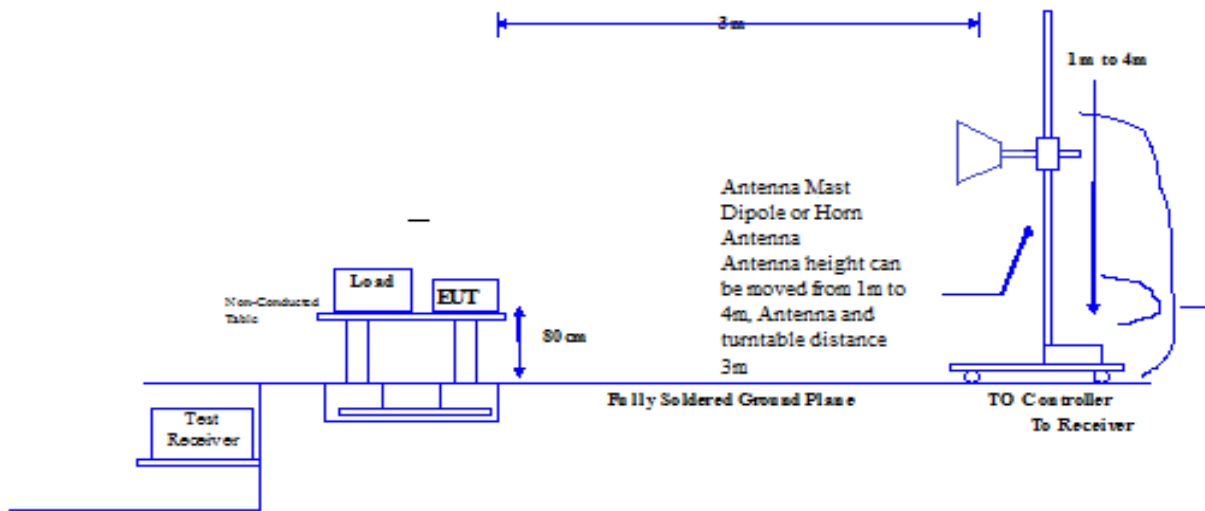 3m
1m to 4m
Antenna Mast
Dipole or Horn
Antenna
Antenna height can
be moved from 1m to
4m, Antenna and
turntable distance
3m
Load
EUT
Non-Conducted
Table
80cm
Fully Soldered Ground Plane
TO Controller
To Receiver
Test
Receiver